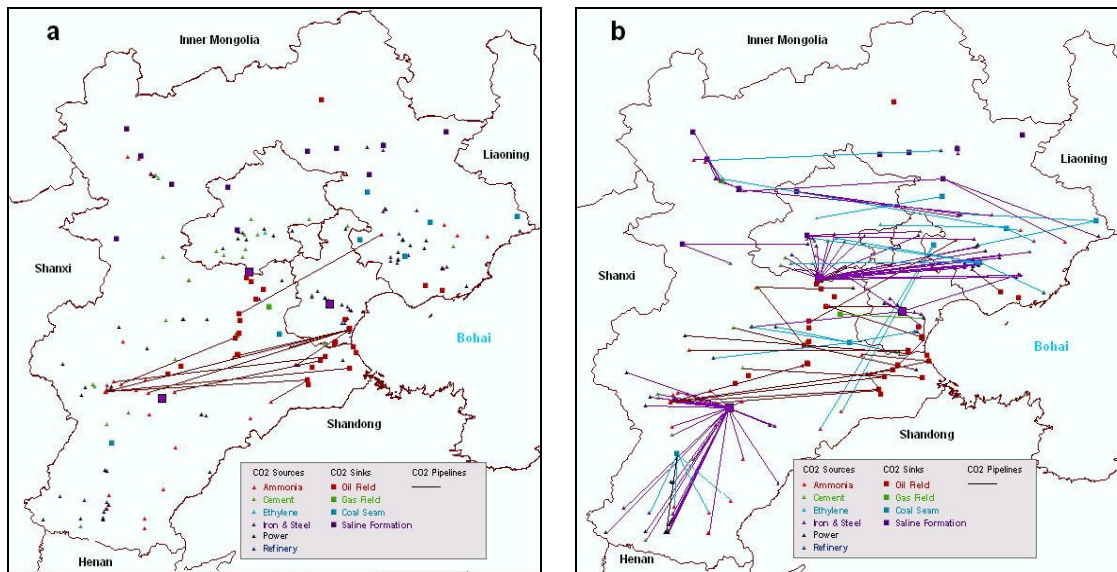 a
Inner Mongolia
Liaoning
Shanxi
Bohai
Shandong
Henan
CO2 Sources CO2 Sinks CO2 Pipelines
Ammonia Oil Field
Cement Gas Field
Ethylene Coal Seam
Iron & Steel Saline Formation
Power
Refinery
b
Inner Mongolia
Liaoning
Shanxi
Bohai
Shandong
Henan
CO2 Sources CO2 Sinks CO2 Pipelines
Ammonia Oil Field
Cement Gas Field
Ethylene Coal Seam
Iron & Steel Saline Formation
Power
Refinery